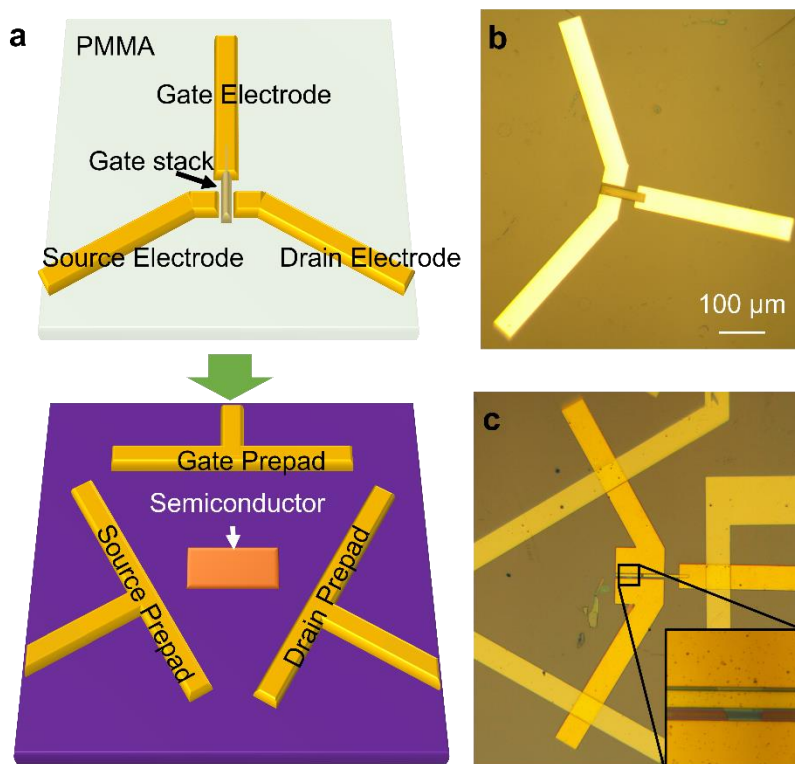 a
PMMA
Gate Electrode
Gate stack
Source Electrode
Drain Electrode
Gate Prepad
Semiconductor
Source Prepad
Drain Prepad
b
100 μm
c